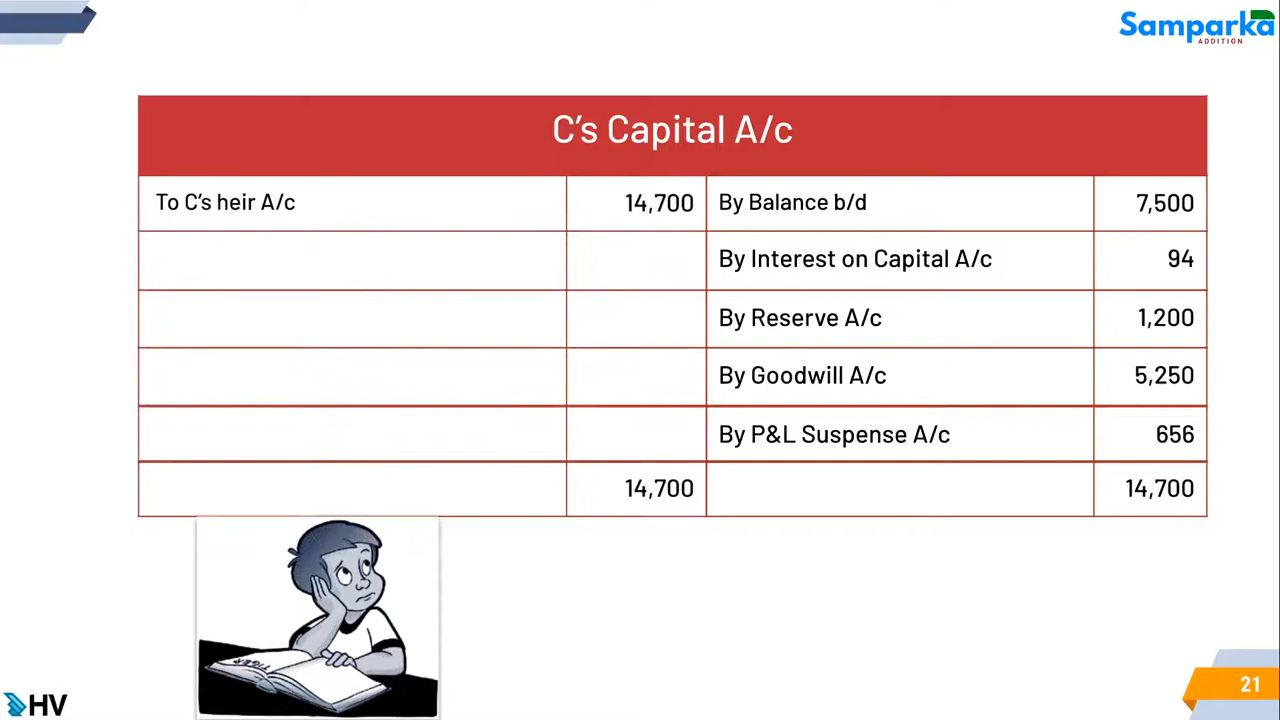 Samparka
ADDITION
C’s Capital A/c
To C’s heir A/c 14,700 By Balance b/d 7,500
By Interest on Capital A/c 94
By Reserve A/c 1,200
By Goodwill A/c 5,250
By P&L Suspense A/c 656
14,700 14,700
TIGER
21
HV